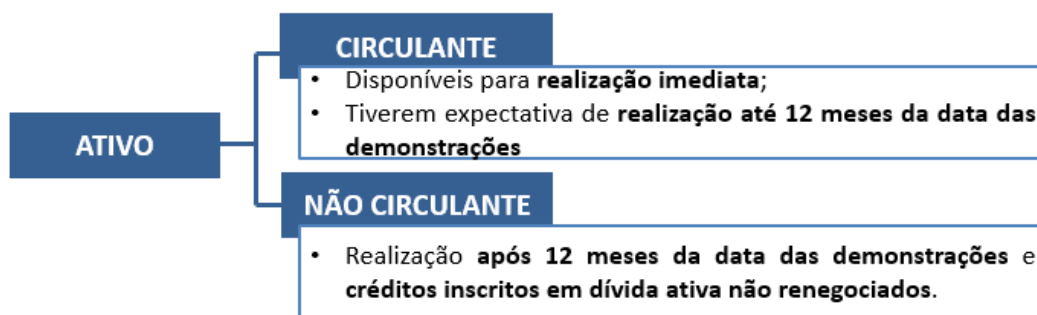 CIRCULANTE
• Disponíveis para realização imediata;
• Tiverem expectativa de realização até 12 meses da data das
demonstrações
ATIVO
NÃO CIRCULANTE
• Realização após 12 meses da data das demonstrações e
créditos inscritos em dívida ativa não renegociados.